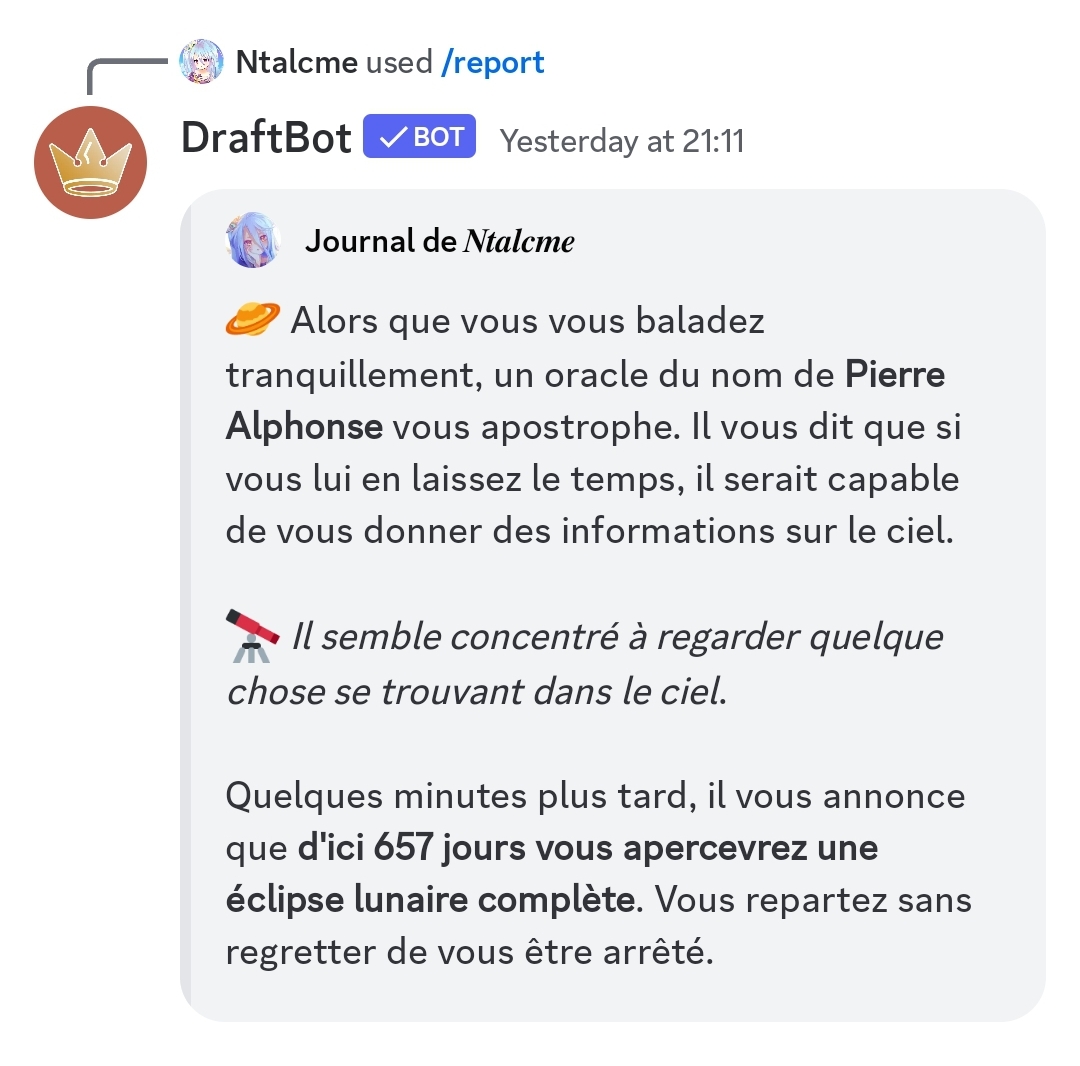 Ntalcme used /report
DraftBot ✓ BOT Yesterday at 21:11
Journal de Ntalcme
🪐 Alors que vous vous baladez
tranquillement, un oracle du nom de Pierre
Alphonse vous apostrophe. Il vous dit que si
vous lui en laissez le temps, il serait capable
de vous donner des informations sur le ciel.
🔭 Il semble concentré à regarder quelque
chose se trouvant dans le ciel.
Quelques minutes plus tard, il vous annonce
que d'ici 657 jours vous apercevrez une
éclipse lunaire complète. Vous repartez sans
regretter de vous être arrêté.